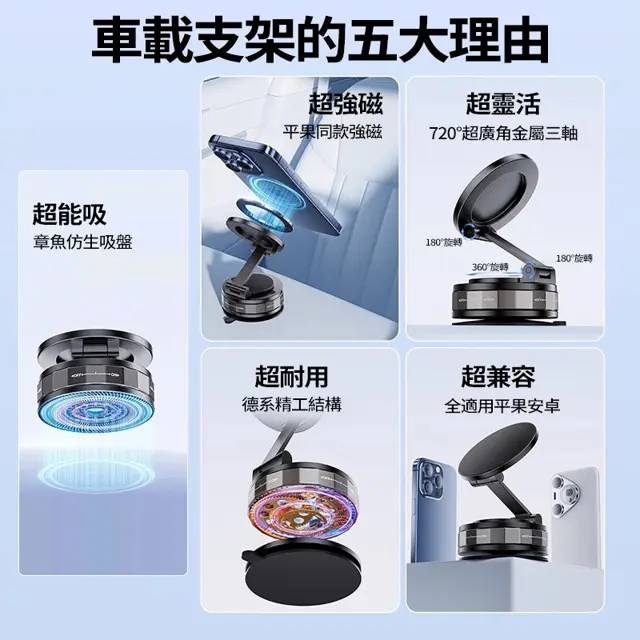 車載支架的五大理由
超能吸
章魚仿生吸盤
超強磁
平果同款強磁
超靈活
720°超廣角金屬三軸
180°旋轉
360°旋轉
180°旋轉
超耐用
德系精工結構
超兼容
全適用平果安卓